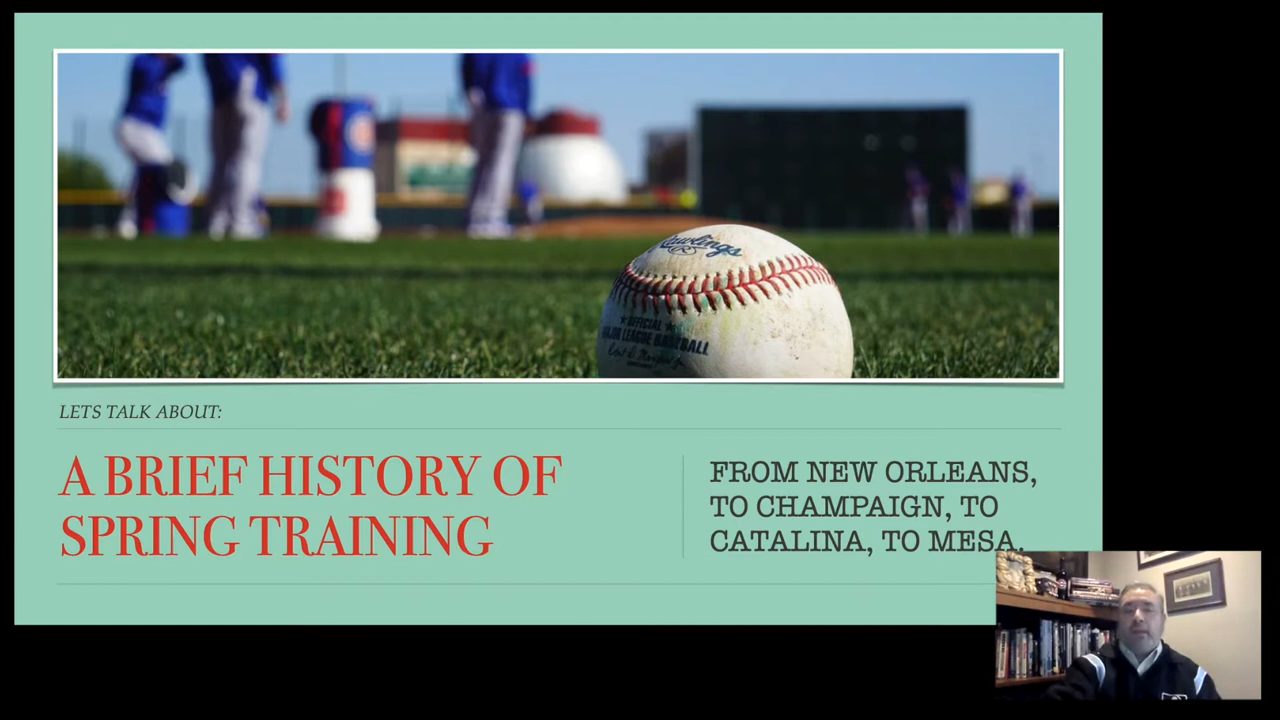 Rawlings
OFFICIAL
MAJOR LEAGUE BASEBALL
LETS TALK ABOUT:
A BRIEF HISTORY OF
SPRING TRAINING
FROM NEW ORLEANS,
TO CHAMPAIGN, TO
CATALINA, TO MESA.